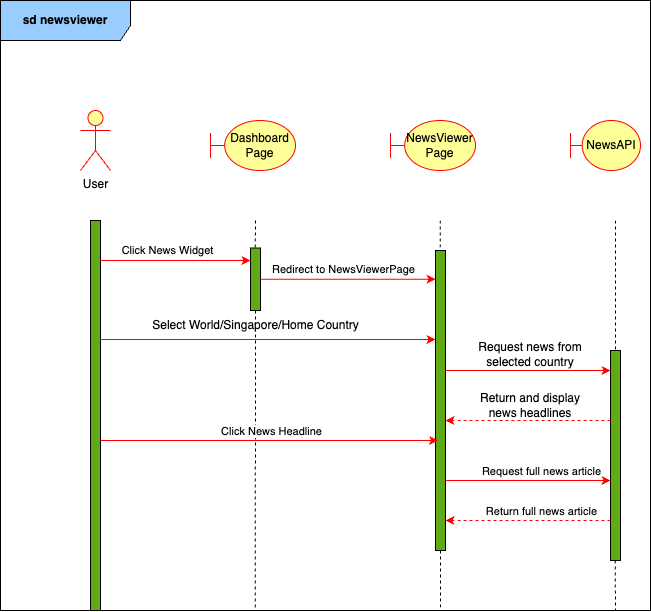 sd newsviewer
Dashboard
Page
NewsViewer
Page
NewsAPI
User
Click News Widget
Redirect to NewsViewerPage
Select World/Singapore/Home Country
Request news from
selected country
Return and display
news headlines
Click News Headline
Request full news article
Return full news article